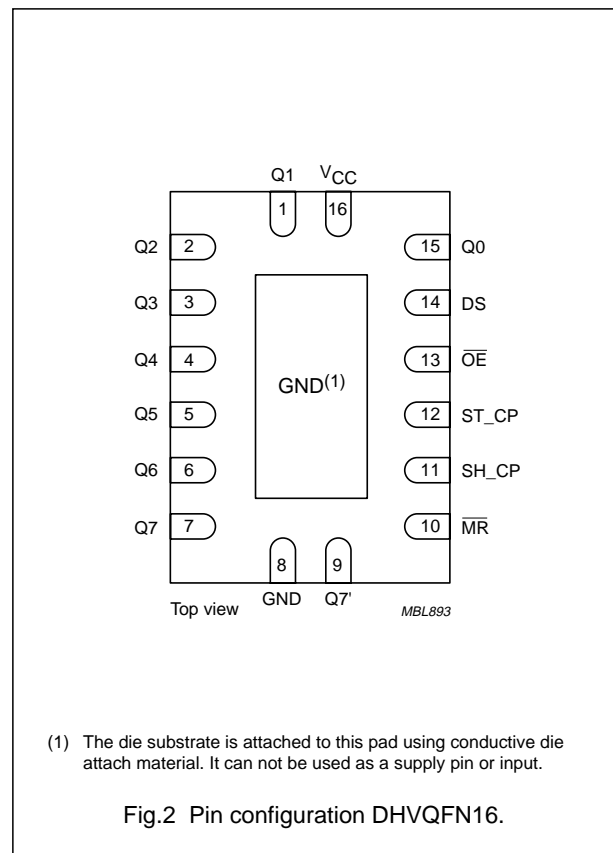 Q1 VCC
1 16
Q2 2 15 Q0
Q3 3 14 DS
Q4 4 13 O̅E̅
GND(1)
Q5 5 12 ST_CP
Q6 6 11 SH_CP
Q7 7 10 M̅R̅
8 9
Top view GND Q7' MBL893
(1) The die substrate is attached to this pad using conductive die
attach material. It can not be used as a supply pin or input.
Fig.2 Pin configuration DHVQFN16.